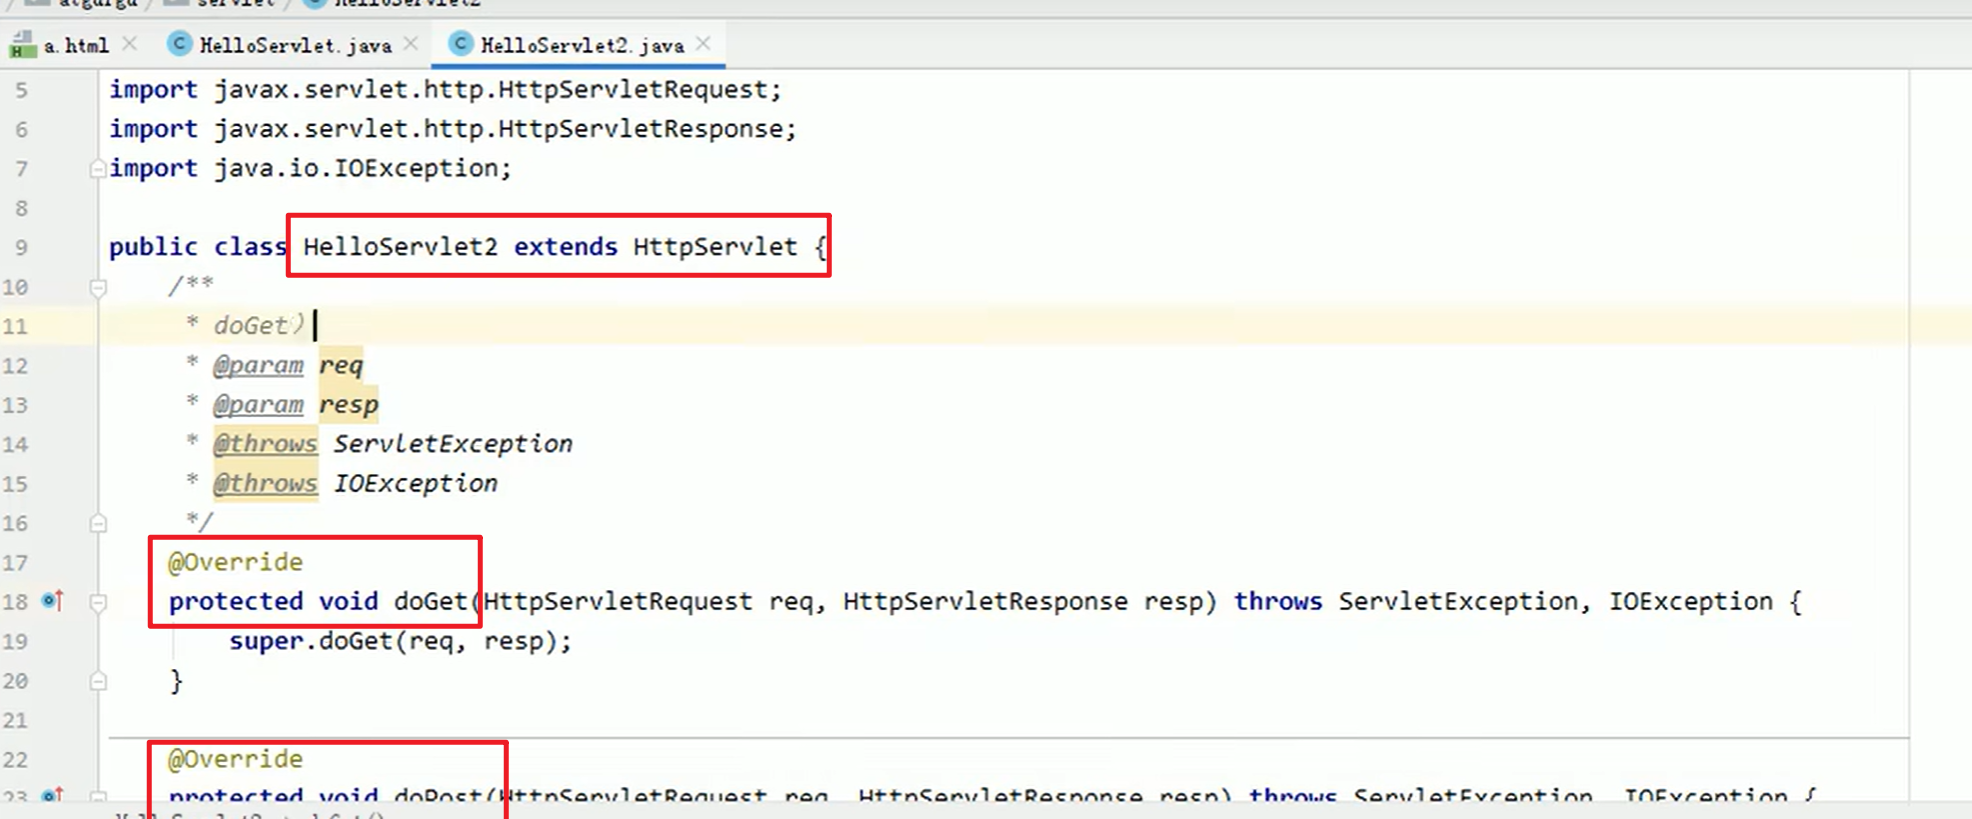 a.html HelloServlet.java HelloServlet2.java
5 import javax.servlet.http.HttpServletRequest;
6 import javax.servlet.http.HttpServletResponse;
7 import java.io.IOException;
8
9 public class HelloServlet2 extends HttpServlet {
10 /**
11 * doGet()
12 * @param req
13 * @param resp
14 * @throws ServletException
15 * @throws IOException
16 */
17 @Override
18 protected void doGet(HttpServletRequest req, HttpServletResponse resp) throws ServletException, IOException {
19 super.doGet(req, resp);
20 }
21
22 @Override
23 protected void doPost(HttpServletRequest req, HttpServletResponse resp) throws ServletException, IOException {